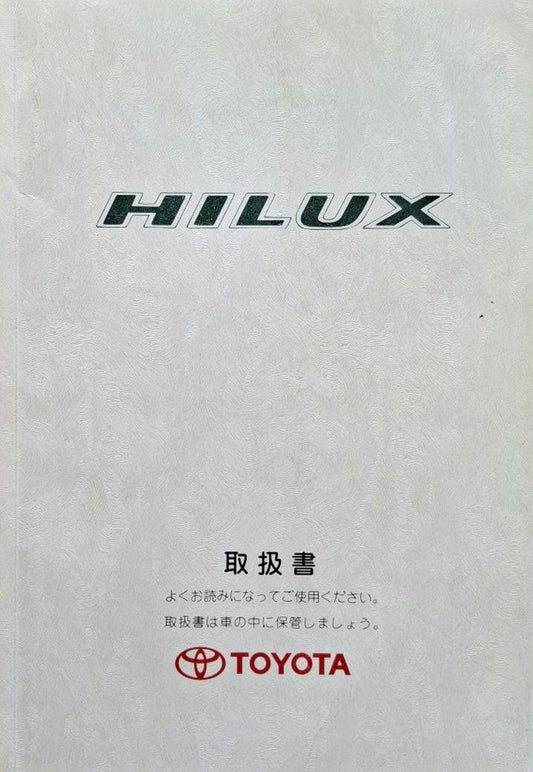 HILUX
取扱書
よくお読みになってご使用ください。
取扱書は車の中に保管しましょう。
TOYOTA